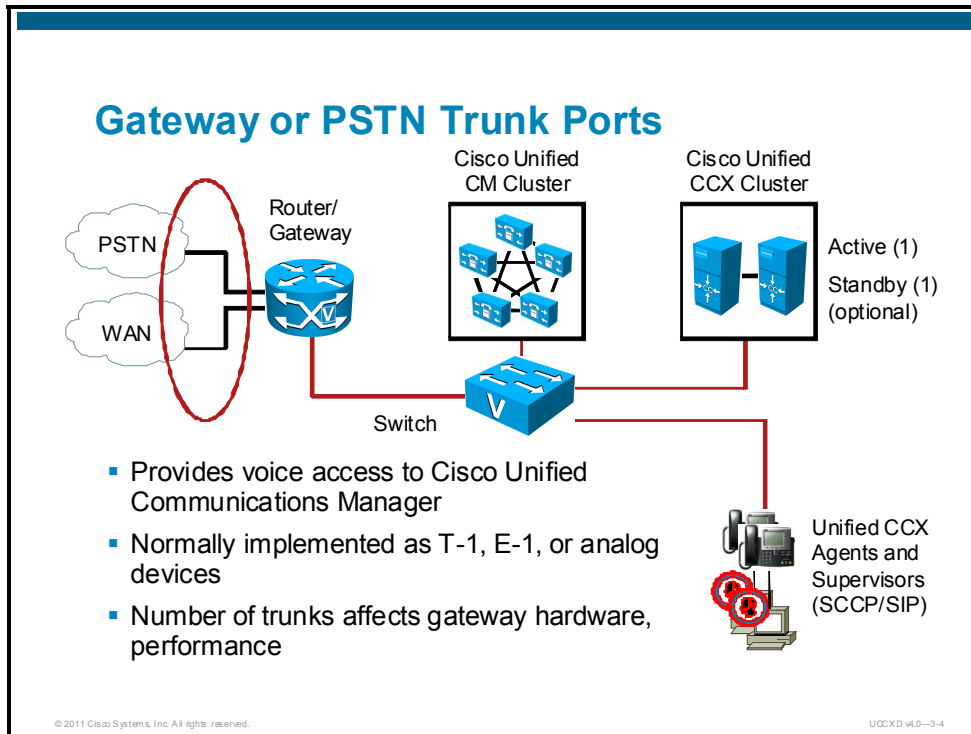 Gateway or PSTN Trunk Ports
Cisco Unified
CM Cluster
Cisco Unified
CCX Cluster
Router/
Gateway
PSTN
WAN
V
CC
CC
Active (1)
Standby (1)
(optional)
Switch
V
▪ Provides voice access to Cisco Unified
Communications Manager
▪ Normally implemented as T-1, E-1, or analog
devices
▪ Number of trunks affects gateway hardware,
performance
Unified CCX
Agents and
Supervisors
(SCCP/SIP)
© 2011 Cisco Systems, Inc. All rights reserved.
UCCXD v4.0—3-4